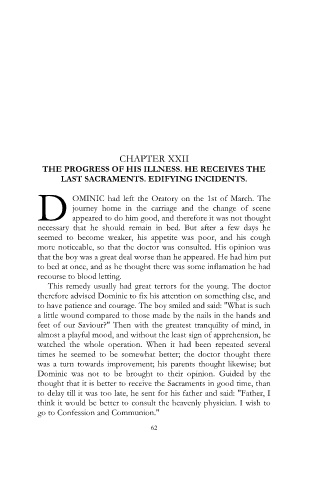 CHAPTER XXII
THE PROGRESS OF HIS ILLNESS. HE RECEIVES THE
LAST SACRAMENTS. EDIFYING INCIDENTS.
DOMINIC had left the Oratory on the 1st of March. The
journey home in the carriage and the change of scene
appeared to do him good, and therefore it was not thought
necessary that he should remain in bed. But after a few days he
seemed to become weaker, his appetite was poor, and his cough
more noticable, so that the doctor was consulted. His opinion was
that the boy was a great deal worse than he appeared. He had him put
to bed at once, and as he thought there was some inflamation he had
recourse to blood letting.
This remedy usually had great terrors for the young. The doctor
therefore advised Dominic to fix his attention on something else, and
to have patience and courage. The boy smiled and said: "What is such
a little wound compared to those made by the nails in the hands and
feet of our Saviour?" Then with the greatest tranquility of mind, in
almost a playful mood, and without the least sign of apprehension, he
watched the whole operation. When it had been repeated several
times he seemed to be somewhat better; the doctor thought there
was a turn towards improvement; his parents thought likewise; but
Dominic was not to be brought to their opinion. Guided by the
thought that it is better to receive the Sacraments in good time, than
to delay till it was too late, he sent for his father and said: "Father, I
think it would be better to consult the heavenly physician. I wish to
go to Confession and Communion."
62